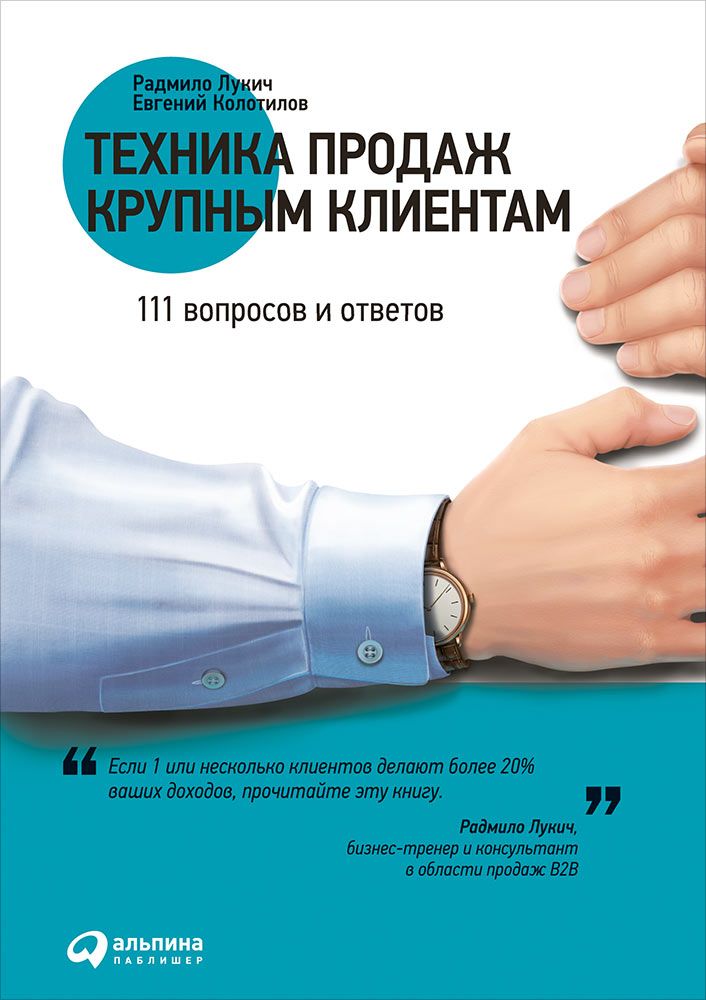 Радмило Лукич
Евгений Колотилов
ТЕХНИКА ПРОДАЖ
КРУПНЫМ КЛИЕНТАМ
111 вопросов и ответов
“ Если 1 или несколько клиентов делают более 20%
ваших доходов, прочитайте эту книгу. ”
Радмило Лукич,
бизнес-тренер и консультант
в области продаж B2B
альпина
ПАБЛИШЕР